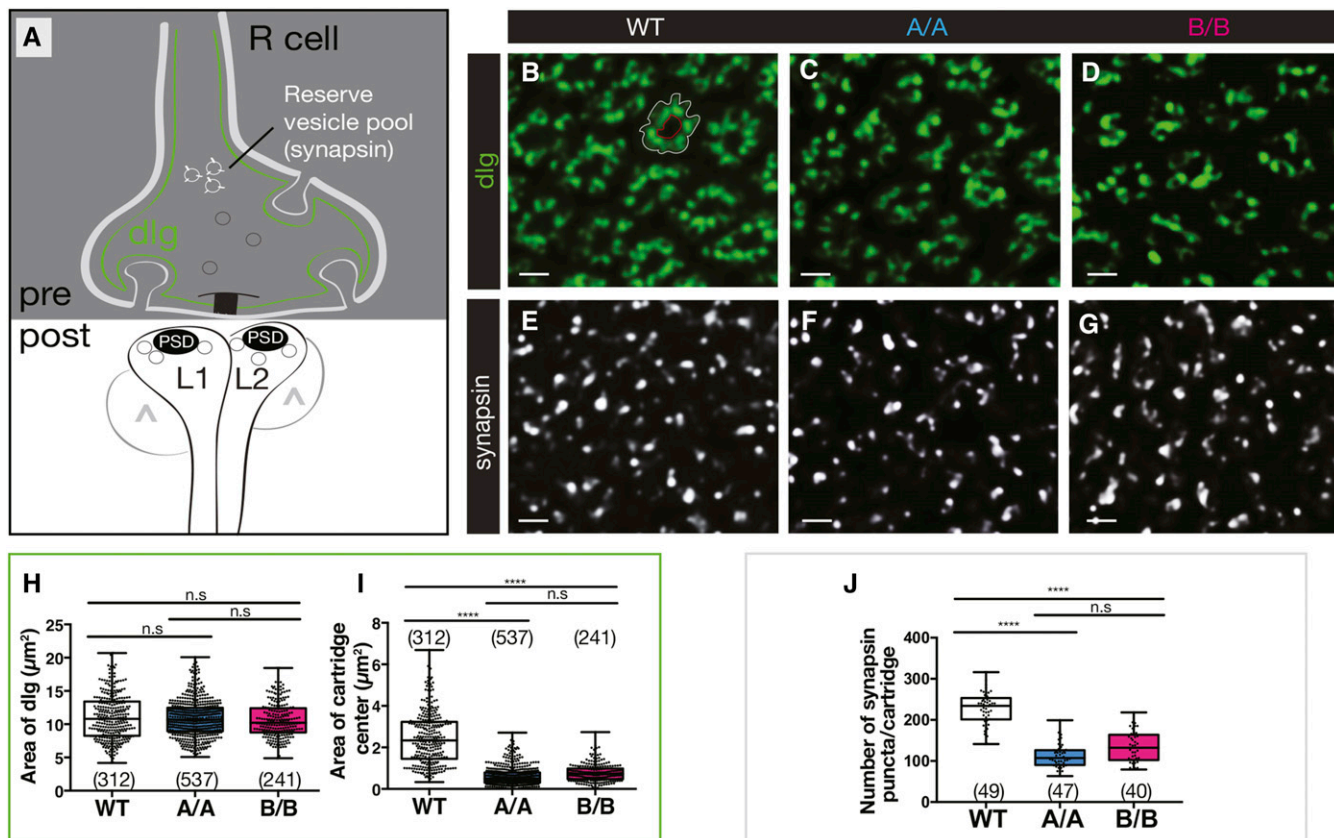 A
R cell
Reserve
vesicle pool
(synapsin)
dlg
pre
post
PSD
PSD
L1
L2
^
^
WT
A/A
B/B
dlg
B
C
D
synapsin
E
F
G
H
n.s
n.s
n.s
Area of dlg (µm²)
25
20
15
10
5
0
(312)
(537)
(241)
WT
A/A
B/B
I
****
n.s
****
Area of cartridge
center (µm²)
8
6
4
2
0
(312)
(537)
(241)
WT
A/A
B/B
J
****
n.s
****
Number of synapsin
puncta/cartridge
400
300
200
100
0
(49)
(47)
(40)
WT
A/A
B/B